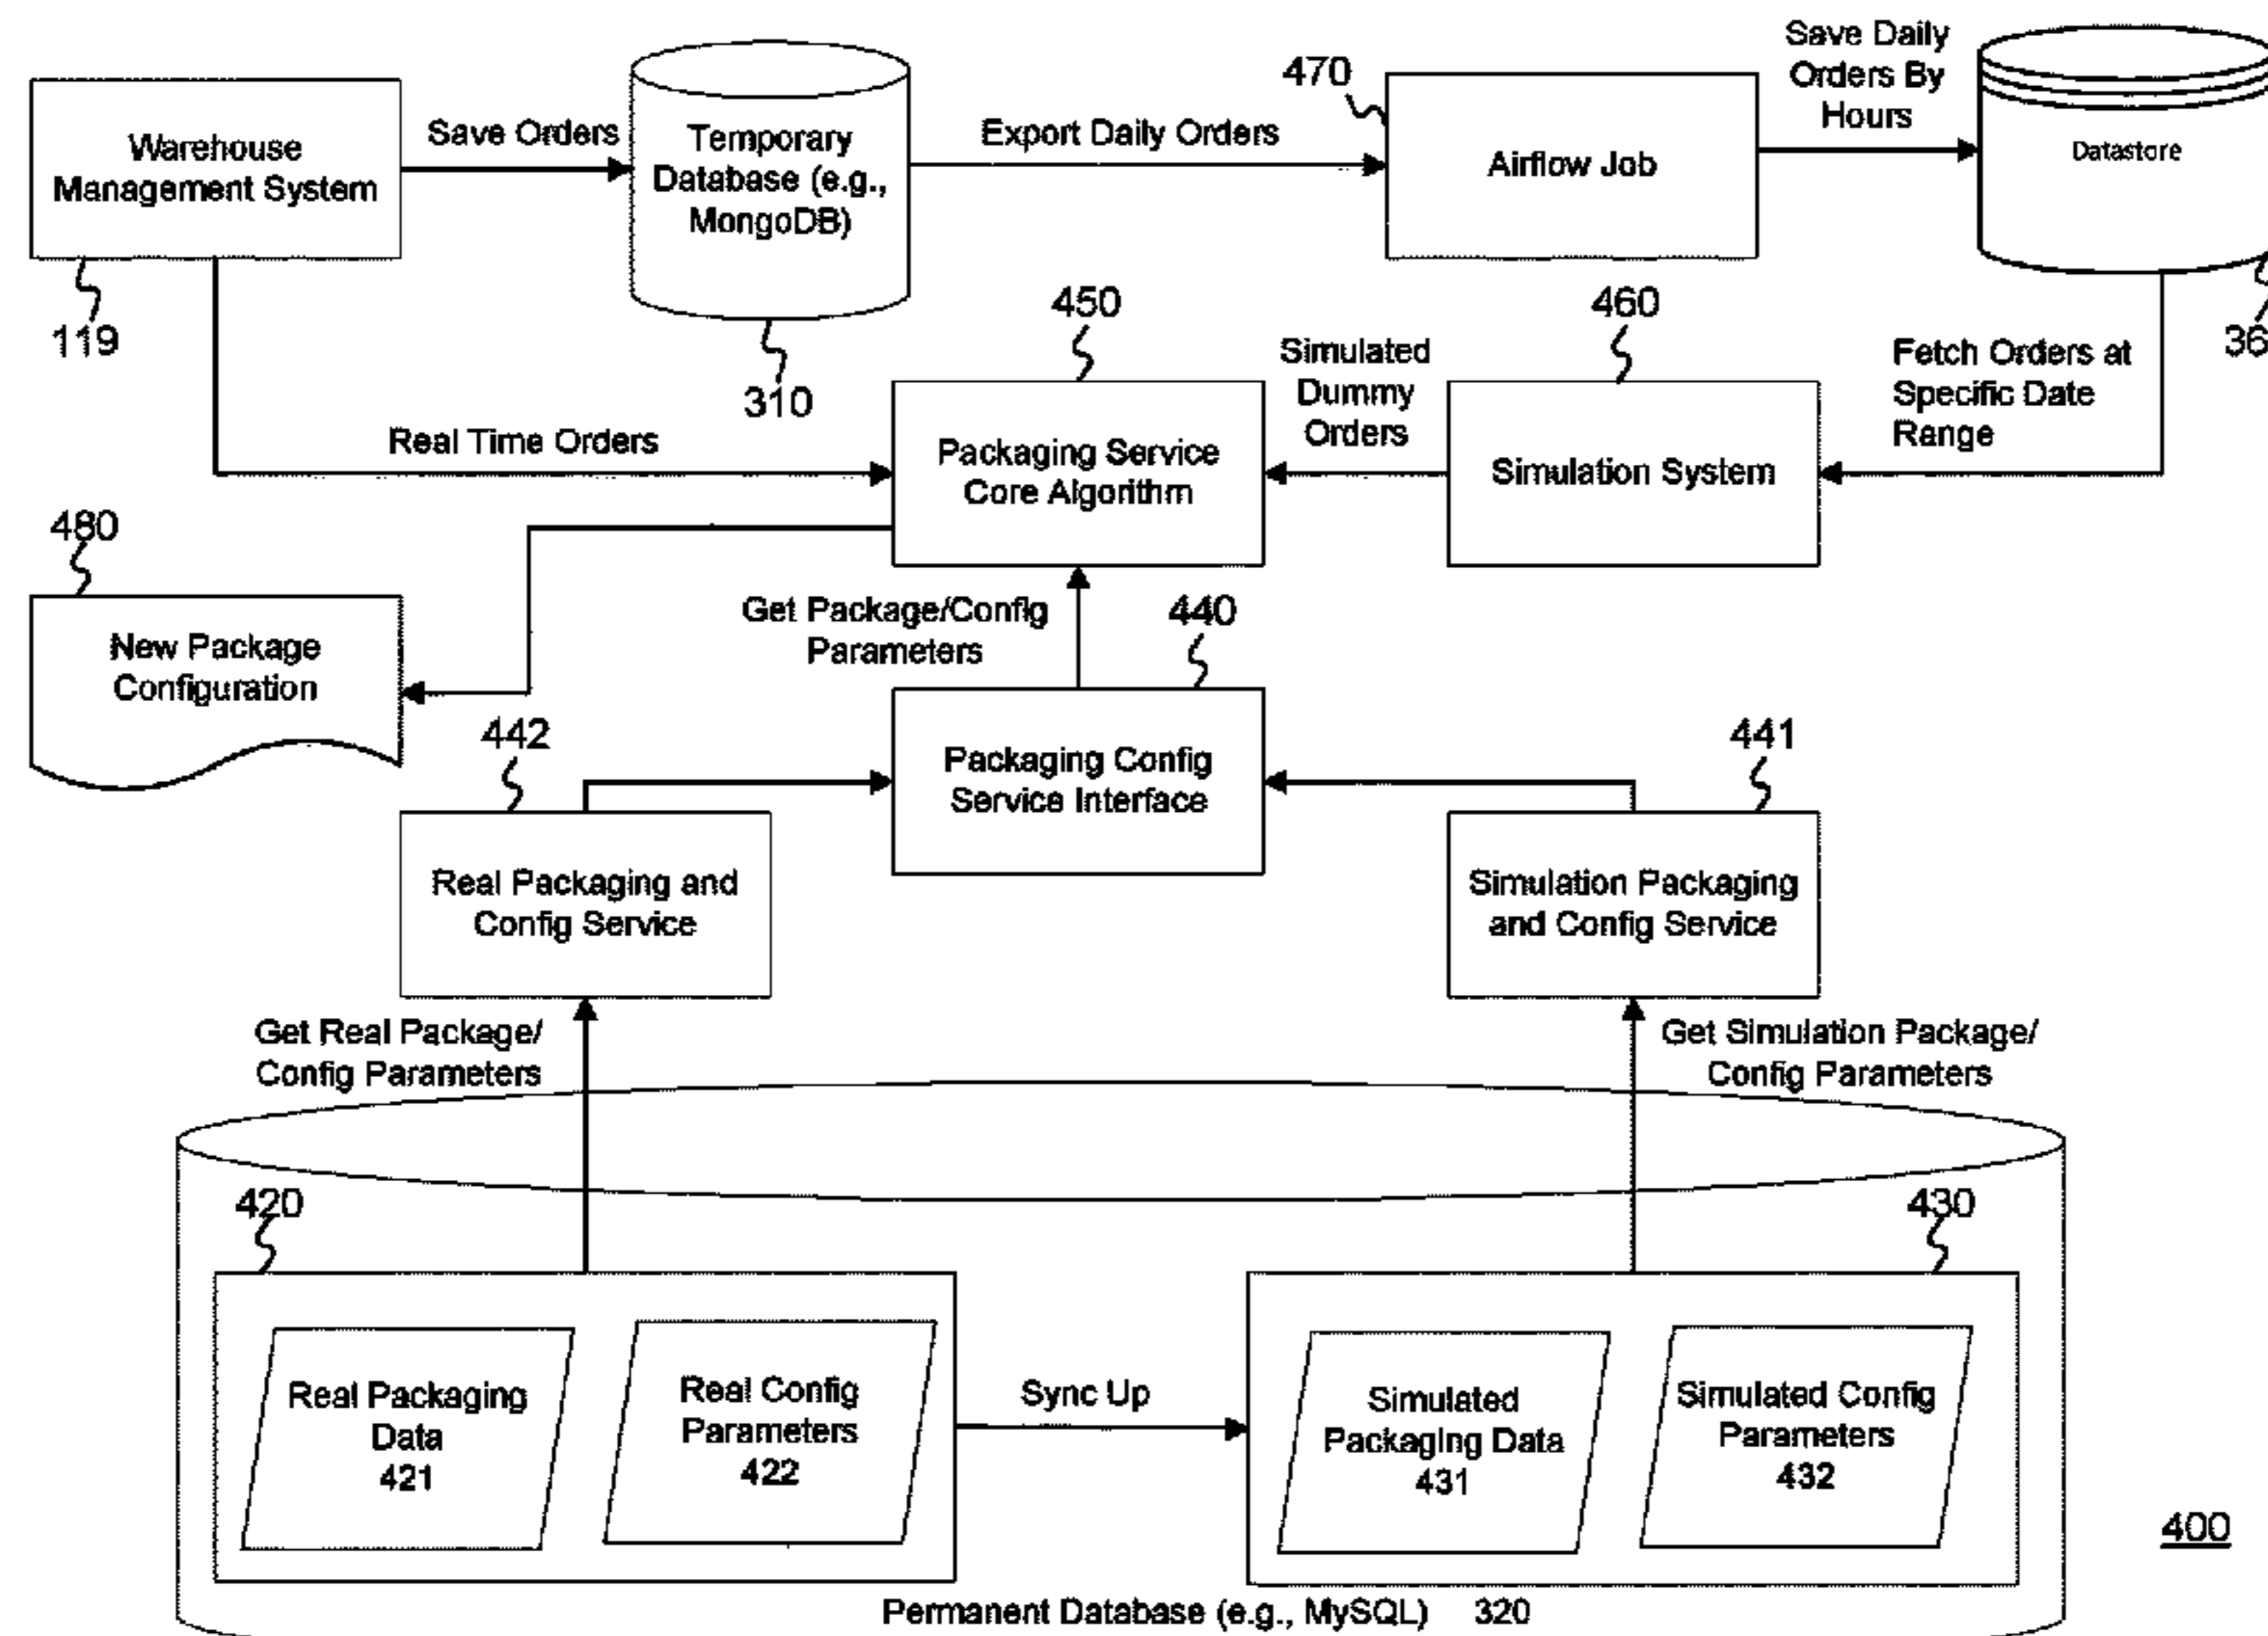 Warehouse
Management System
119
Save Orders
Temporary
Database (e.g.,
MongoDB)
310
Export Daily Orders
470
Airflow Job
Save Daily
Orders By
Hours
Datastore
36
Fetch Orders at
Specific Date
Range
460
Simulation System
Simulated
Dummy
Orders
450
Packaging Service
Core Algorithm
Real Time Orders
480
New Package
Configuration
Get Package/Config
Parameters
440
Packaging Config
Service Interface
442
Real Packaging and
Config Service
441
Simulation Packaging
and Config Service
Get Real Package/
Config Parameters
Get Simulation Package/
Config Parameters
420
Real Packaging
Data
421
Real Config
Parameters
422
Sync Up
430
Simulated
Packaging Data
431
Simulated Config
Parameters
432
Permanent Database (e.g., MySQL) 320
400